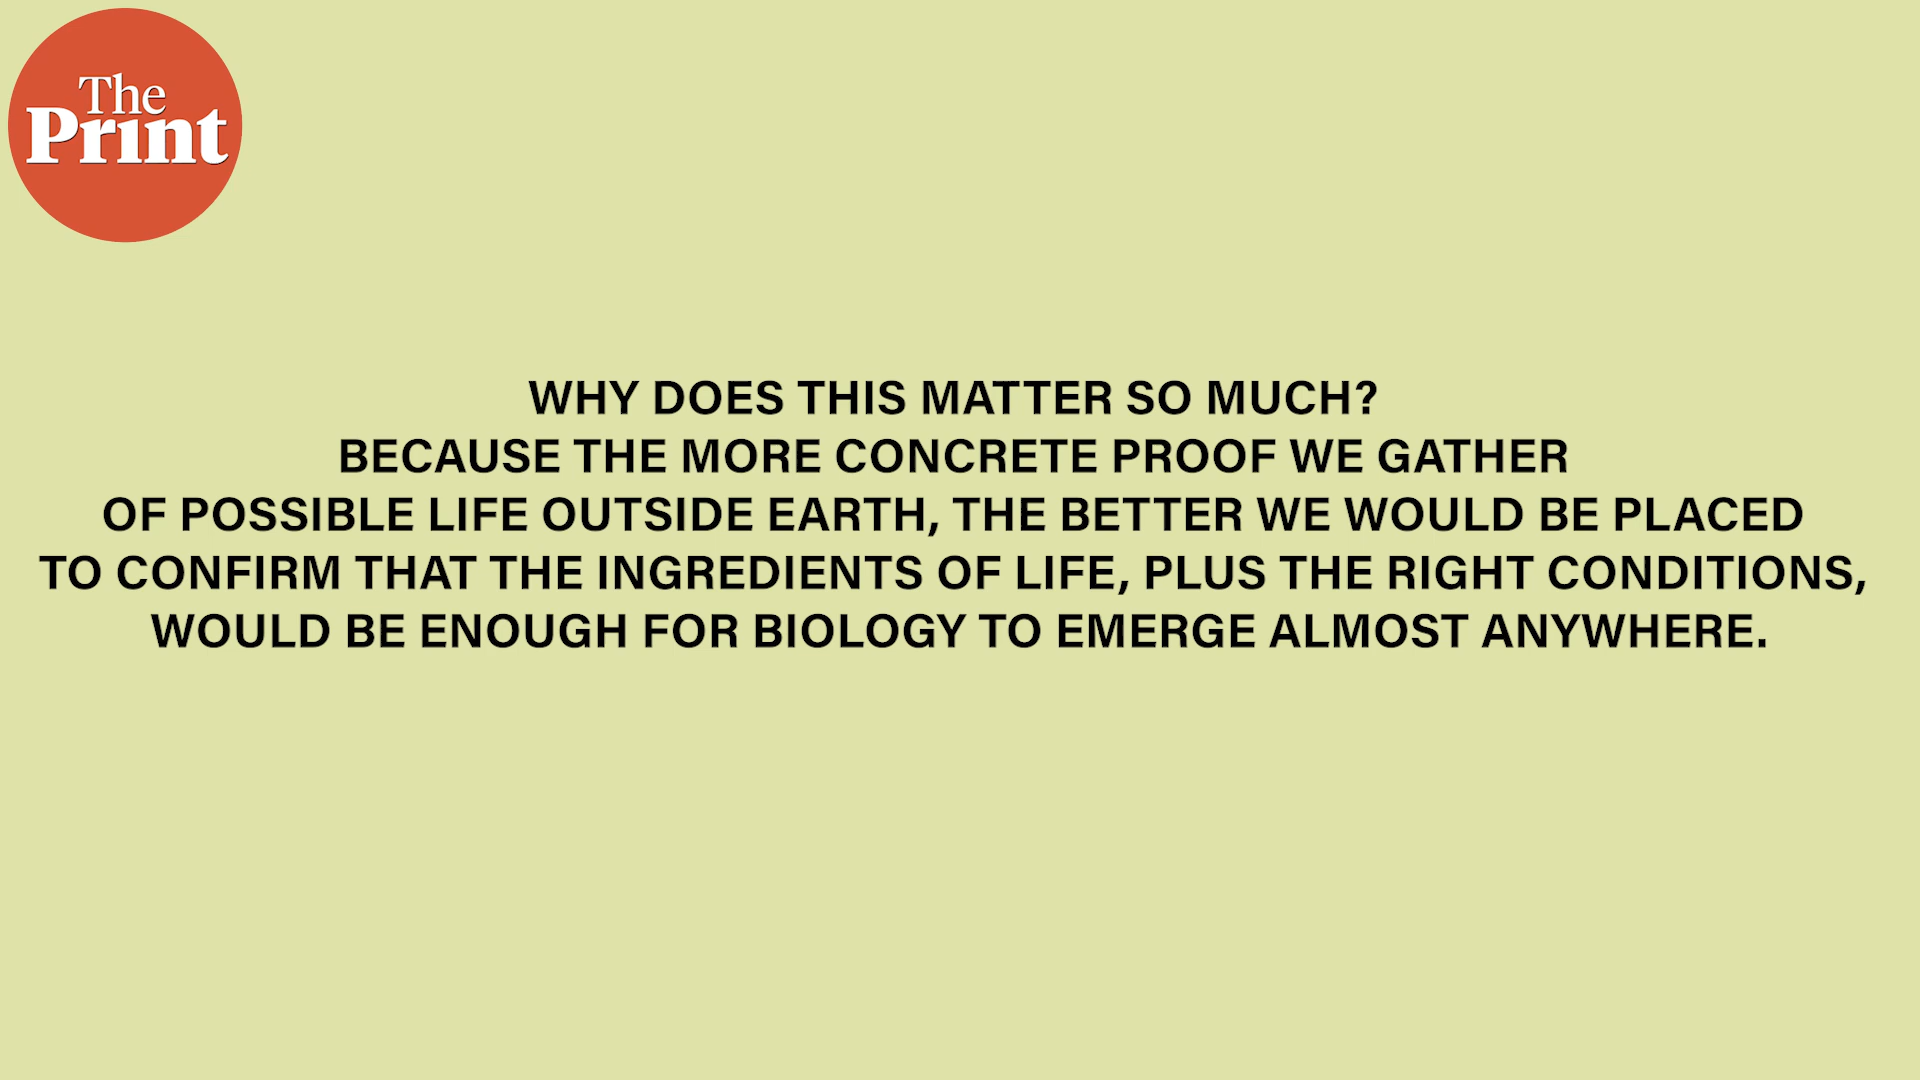 The
Print
WHY DOES THIS MATTER SO MUCH?
BECAUSE THE MORE CONCRETE PROOF WE GATHER
OF POSSIBLE LIFE OUTSIDE EARTH, THE BETTER WE WOULD BE PLACED
TO CONFIRM THAT THE INGREDIENTS OF LIFE, PLUS THE RIGHT CONDITIONS,
WOULD BE ENOUGH FOR BIOLOGY TO EMERGE ALMOST ANYWHERE.